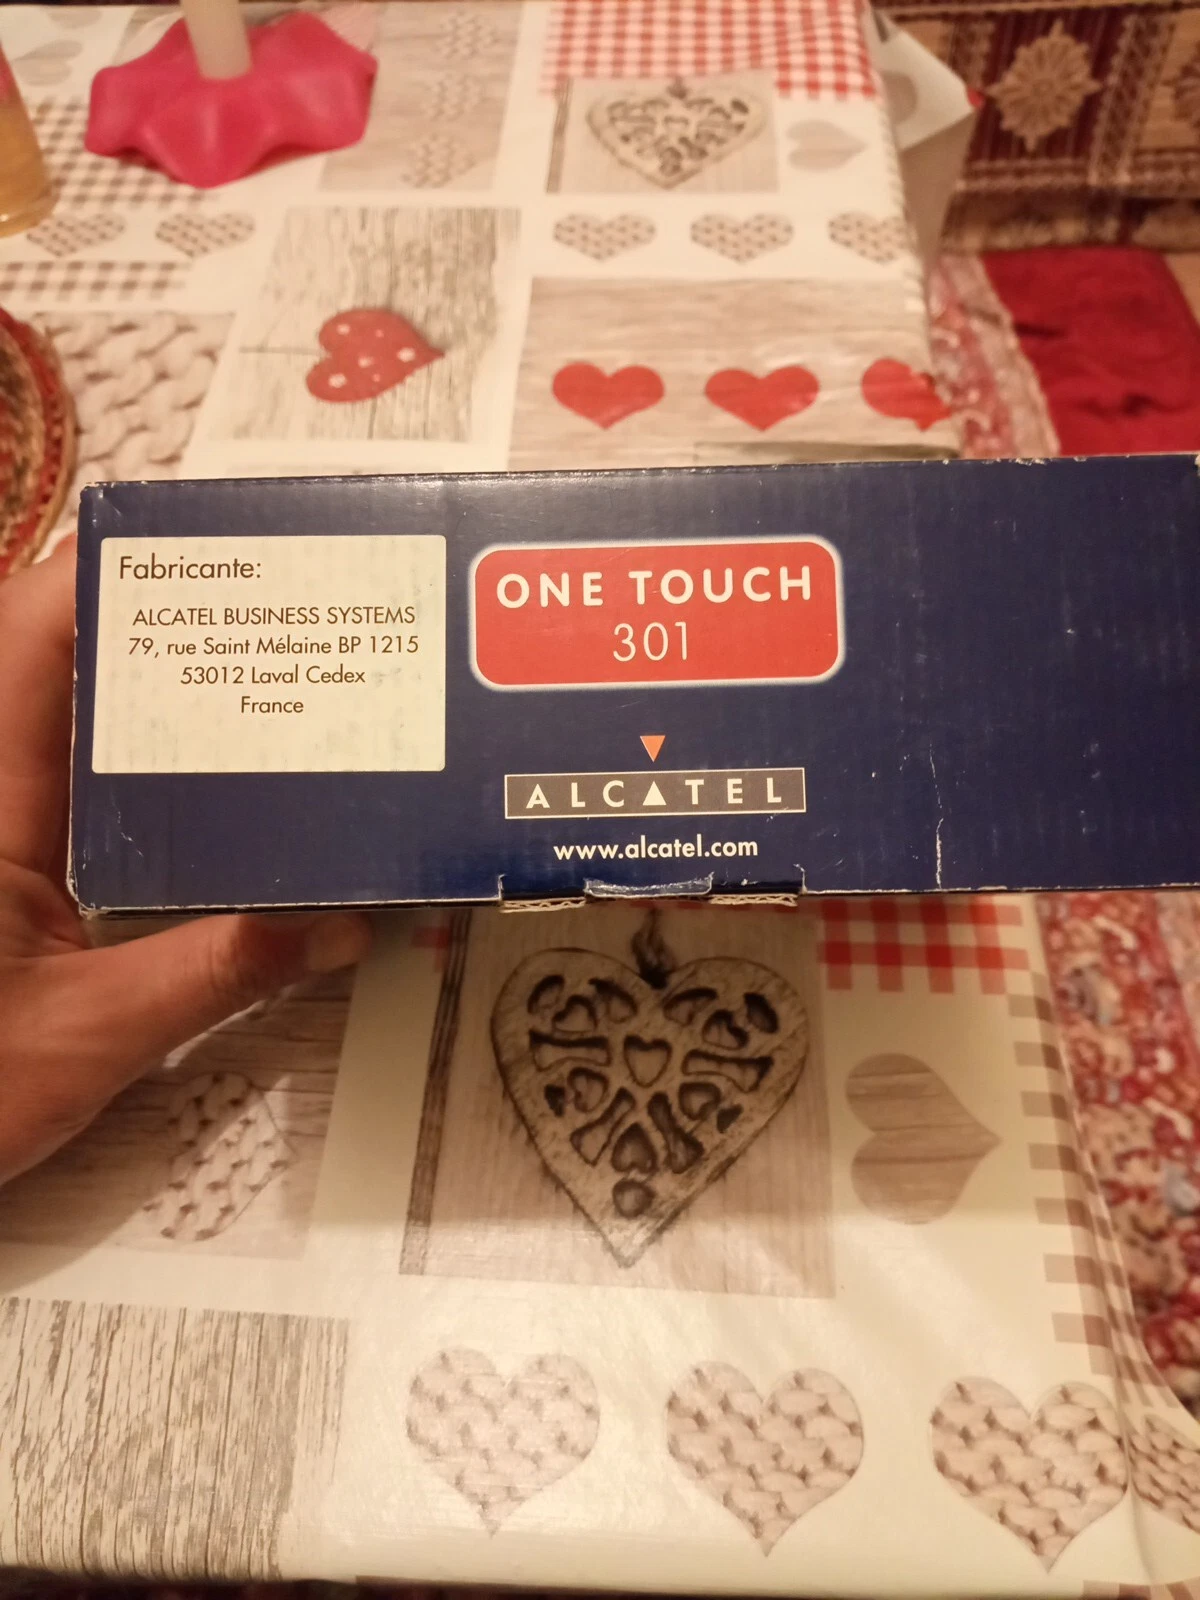 Fabricante:
ALCATEL BUSINESS SYSTEMS
79, rue Saint Mélaine BP 1215
53012 Laval Cedex
France
ONE TOUCH
301
ALCATEL
www.alcatel.com